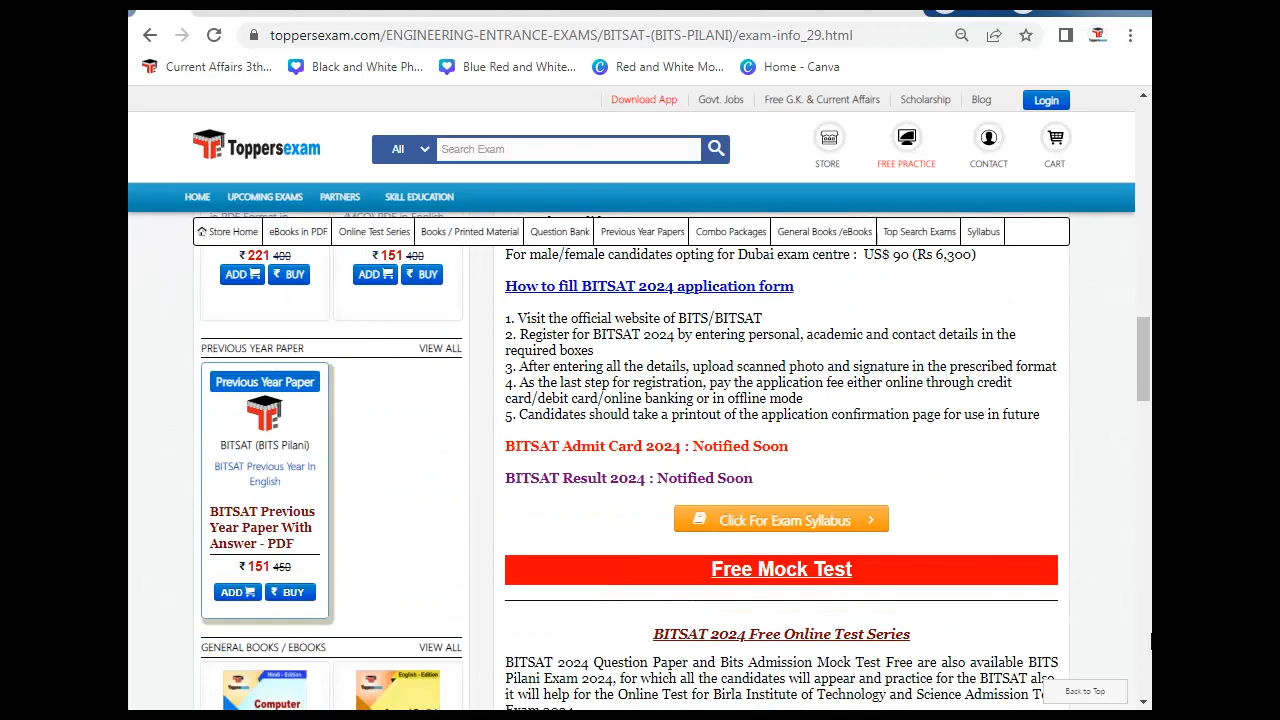 toppersexam.com/ENGINEERING-ENTRANCE-EXAMS/BITSAT-(BITS-PILANI)/exam-info_29.html
Current Affairs 3th... Black and White Ph... Blue Red and White... Red and White Mo... Home - Canva
Download App Govt. Jobs Free G.K. & Current Affairs Scholarship Blog Login
Toppersexam All Search Exam
STORE FREE PRACTICE CONTACT CART
HOME UPCOMING EXAMS PARTNERS SKILL EDUCATION
Store Home eBooks in PDF Online Test Series Books / Printed Material Question Bank Previous Year Papers Combo Packages General Books /eBooks Top Search Exams Syllabus
₹ 221 400 ₹ 151 400
ADD ₹ BUY ADD ₹ BUY
PREVIOUS YEAR PAPER VIEW ALL
Previous Year Paper
BITSAT (BITS Pilani)
BITSAT Previous Year In
English
BITSAT Previous
Year Paper With
Answer - PDF
₹ 151 450
ADD ₹ BUY
GENERAL BOOKS / EBOOKS VIEW ALL
Toppersexam Hindi - Edition
Computer
Toppersexam English - Edition
For male/female candidates opting for Dubai exam centre : US$ 90 (Rs 6,300)
How to fill BITSAT 2024 application form
1. Visit the official website of BITS/BITSAT
2. Register for BITSAT 2024 by entering personal, academic and contact details in the
required boxes
3. After entering all the details, upload scanned photo and signature in the prescribed format
4. As the last step for registration, pay the application fee either online through credit
card/debit card/online banking or in offline mode
5. Candidates should take a printout of the application confirmation page for use in future
BITSAT Admit Card 2024 : Notified Soon
BITSAT Result 2024 : Notified Soon
Click For Exam Syllabus
Free Mock Test
BITSAT 2024 Free Online Test Series
BITSAT 2024 Question Paper and Bits Admission Mock Test Free are also available BITS
Pilani Exam 2024, for which all the candidates will appear and practice for the BITSAT also,
it will help for the Online Test for Birla Institute of Technology and Science Admission
Exam 2024
Back to Top